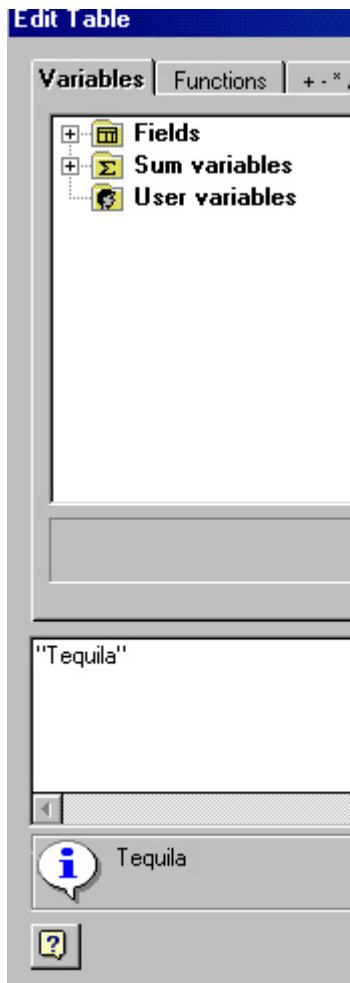 Edit Table
Variables Functions + - *
Fields
Sum variables
User variables
"Tequila"
Tequila